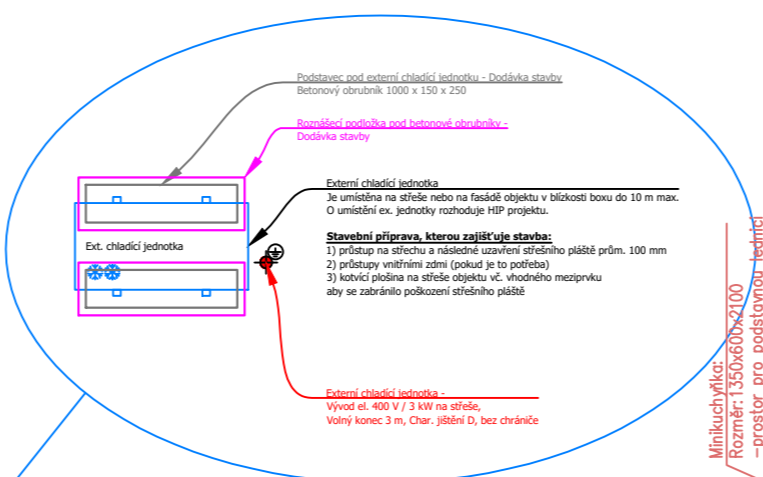 Podstavec pod externí chladící jednotku - Dodávka stavby
Betonový obrubník 1000 x 150 x 250
Roznášecí podložka pod betonové obrubníky -
Dodávka stavby
Externí chladící jednotka
Je umístěna na střeše nebo na fasádě objektu v blízkosti boxu do 10 m max.
O umístění ex. jednotky rozhoduje HIP projektu.
Ext. chladící jednotka
Stavební příprava, kterou zajišťuje stavba:
1) průstup na střechu a následné uzavření střešního pláště prům. 100 mm
2) průstupy vnitřními zdmi (pokud je to potřeba)
3) kotvící plošina na střeše objektu vč. vhodného meziprvku
aby se zabránilo poškození střešního pláště
Externí chladící jednotka -
Vývod el. 400 V / 3 kW na střeše,
Volný konec 3 m, Char. jištění D, bez chrániče
Minikuchyňka:
Rozměr: 1350x600x2100
-prostor pro podstavnou lednici